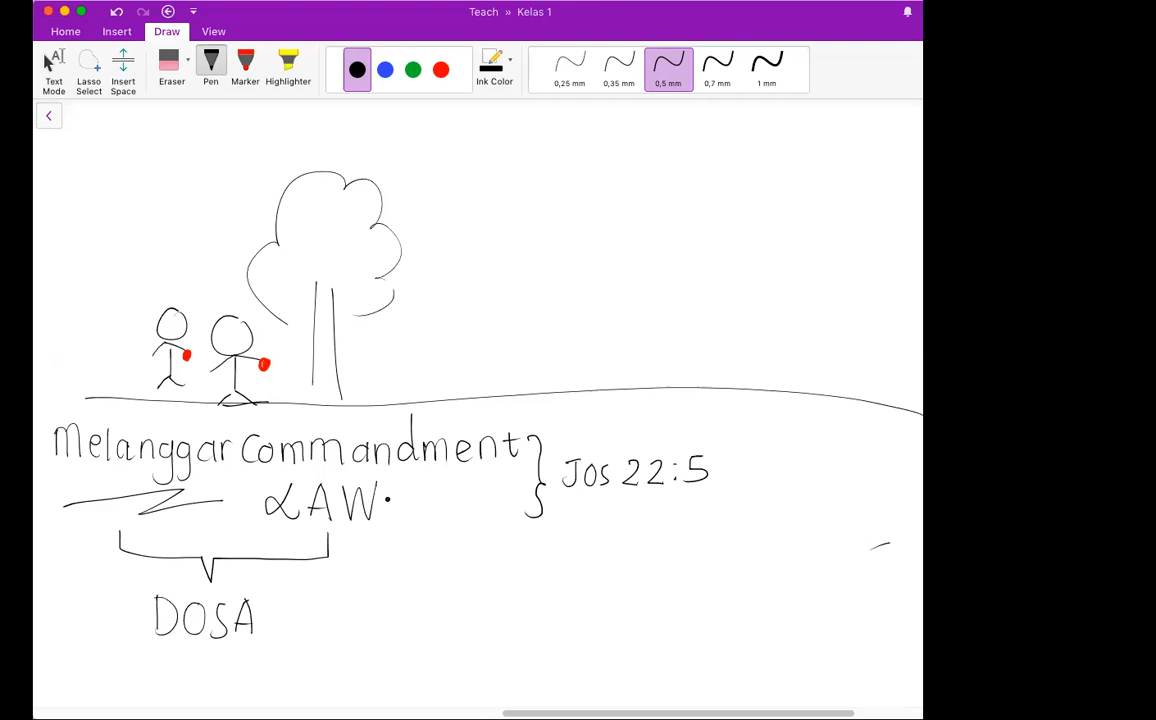 Teach » Kelas 1
Home Insert Draw View
Text Mode
Lasso Select
Insert Space
Eraser
Pen
Marker
Highlighter
Ink Color
0,25 mm
0,35 mm
0,5 mm
0,7 mm
1 mm
Melanggar Commandment } Jos 22:5
LAW
DOSA